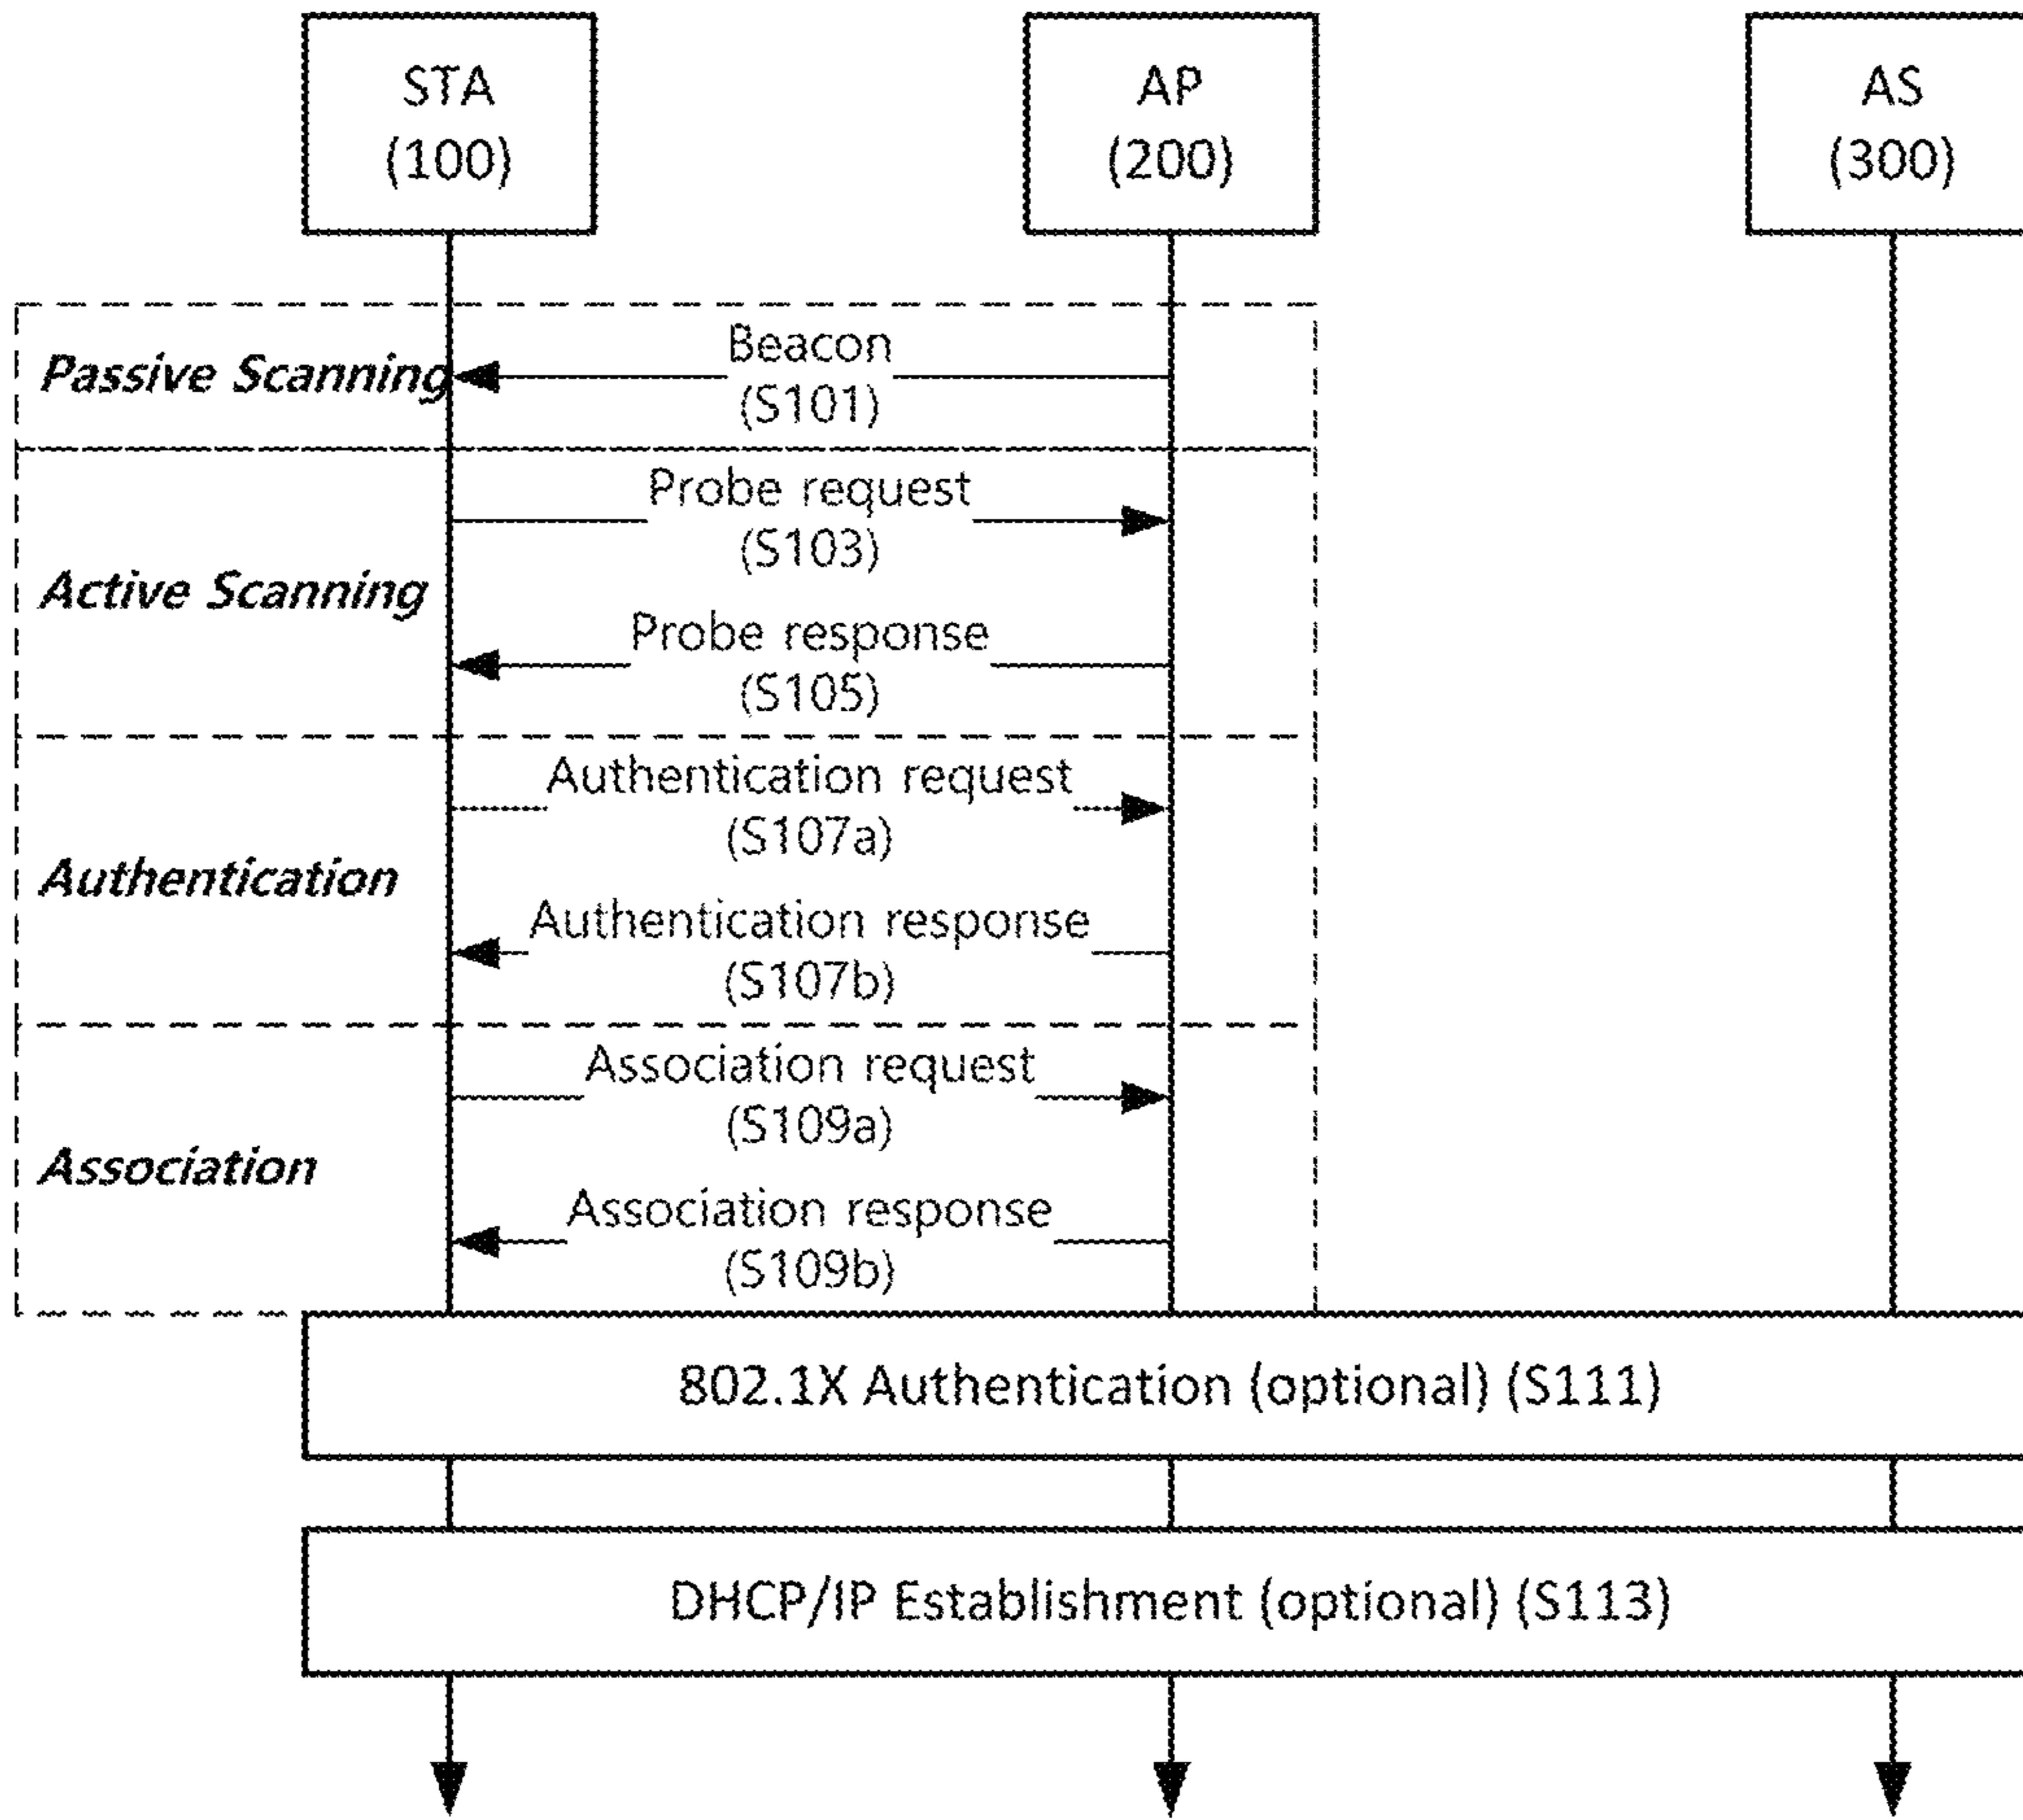 STA
(100)
AP
(200)
AS
(300)
Passive Scanning
Beacon
(S101)
Active Scanning
Probe request
(S103)
Probe response
(S105)
Authentication
Authentication request
(S107a)
Authentication response
(S107b)
Association
Association request
(S109a)
Association response
(S109b)
802.1X Authentication (optional) (S111)
DHCP/IP Establishment (optional) (S113)